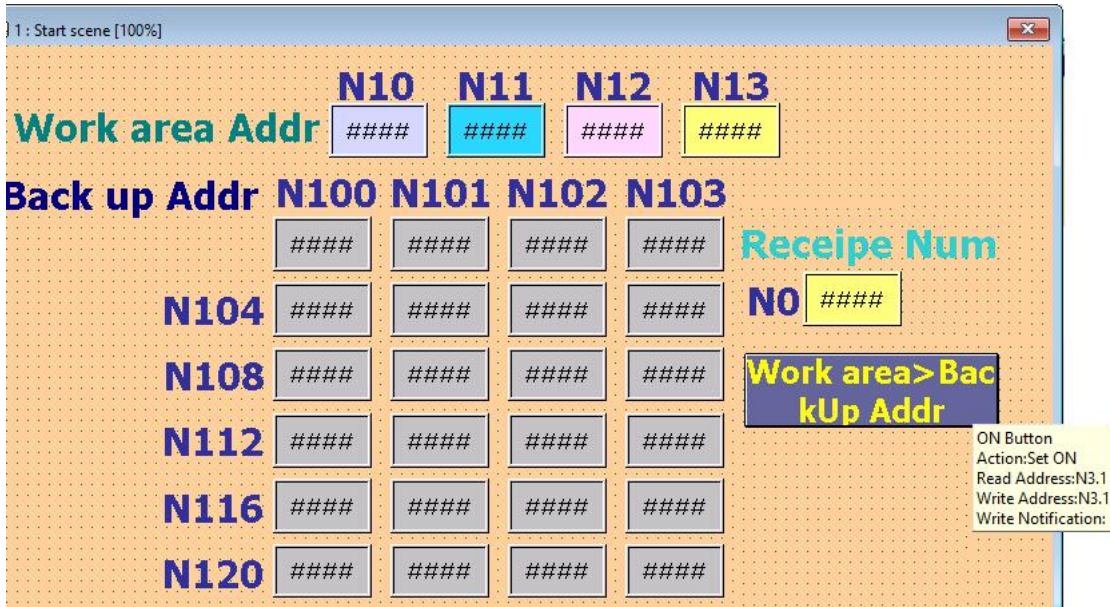 1 : Start scene [100%]
N10 N11 N12 N13
Work area Addr #### #### #### ####
Back up Addr N100 N101 N102 N103
#### #### #### ####
Receipe Num
N104 #### #### #### ####
N0 ####
N108 #### #### #### ####
Work area>Bac
kUp Addr
N112 #### #### #### ####
ON Button
Action:Set ON
Read Address:N3.1
Write Address:N3.1
Write Notification:
N116 #### #### #### ####
N120 #### #### #### ####